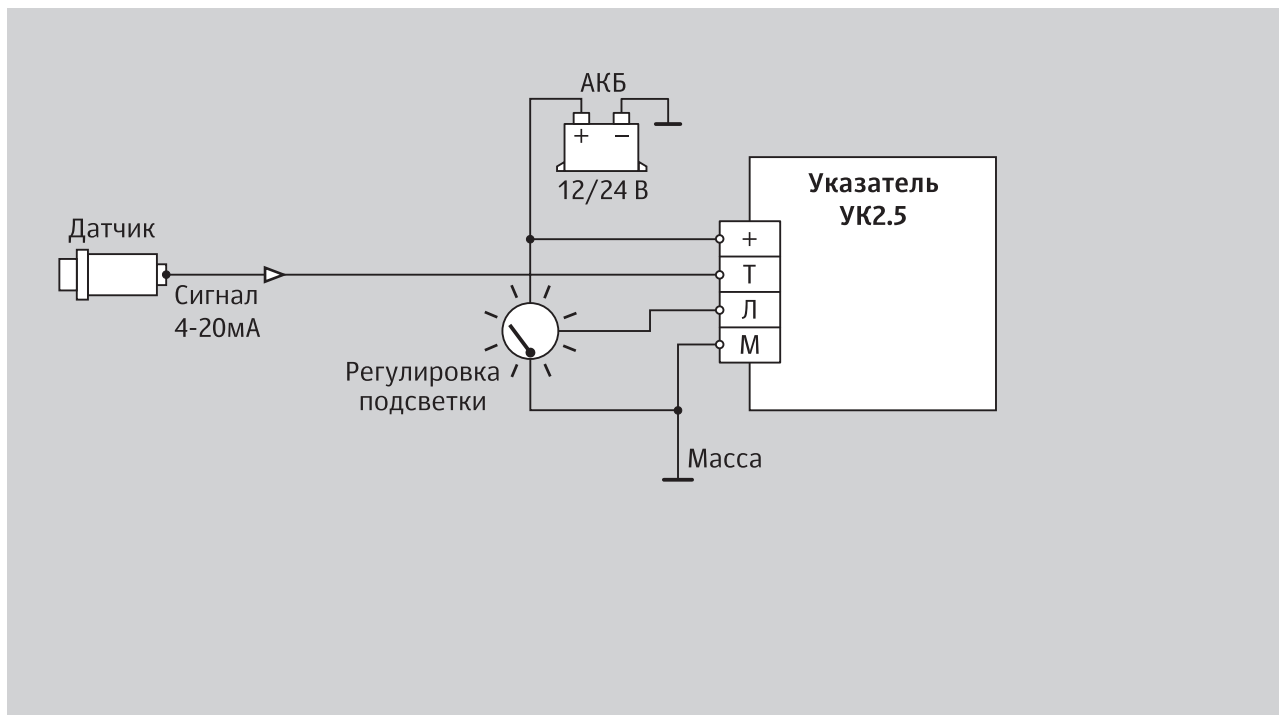 АКБ
+ −
12/24 В
Указатель
УК2.5
Датчик
+
Т
Сигнал
4-20мА
Л
М
Регулировка
подсветки
Масса